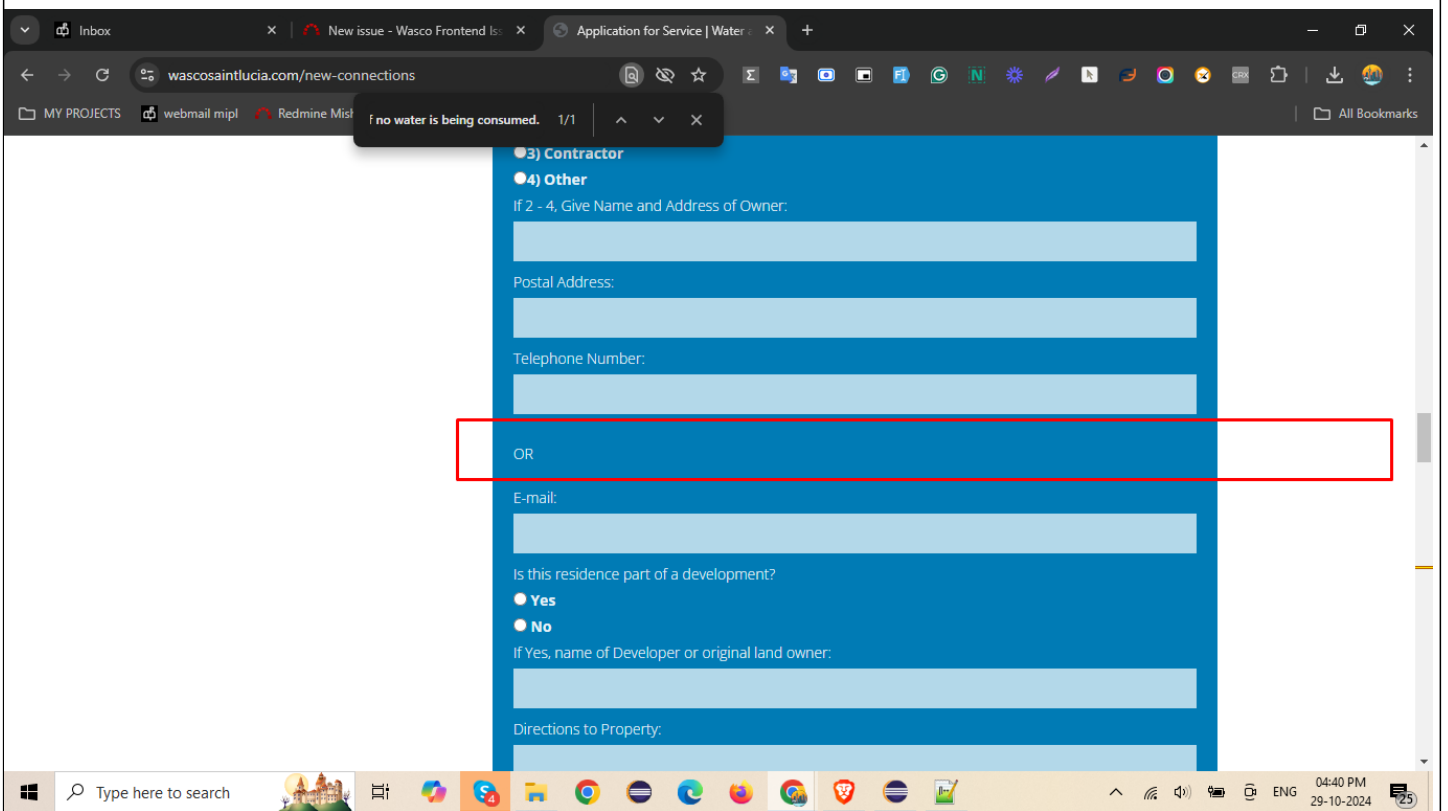 Inbox
New issue - Wasco Frontend Iss
Application for Service | Water a
wascosaintlucia.com/new-connections
MY PROJECTS
webmail mipl
Redmine Mish
no water is being consumed. 1/1
All Bookmarks
3) Contractor
4) Other
If 2 - 4, Give Name and Address of Owner:
Postal Address:
Telephone Number:
OR
E-mail:
Is this residence part of a development?
Yes
No
If Yes, name of Developer or original land owner:
Directions to Property:
Type here to search
ENG
04:40 PM
29-10-2024
25